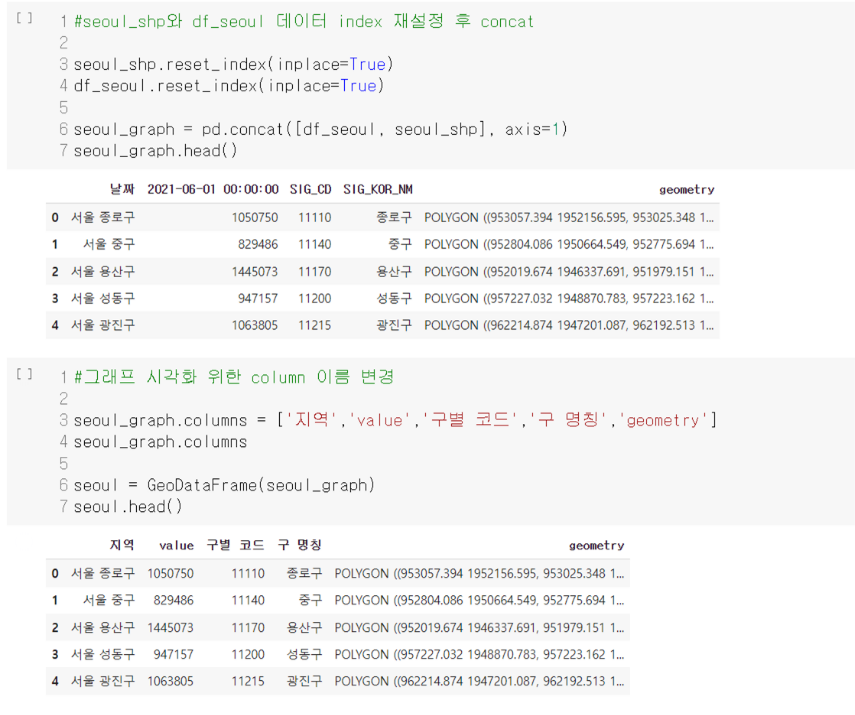 [ ] 1 #seoul_shp와 df_seoul 데이터 index 재설정 후 concat
2
3 seoul_shp.reset_index(inplace=True)
4 df_seoul.reset_index(inplace=True)
5
6 seoul_graph = pd.concat([df_seoul, seoul_shp], axis=1)
7 seoul_graph.head()
날짜 2021-06-01 00:00:00 SIG_CD SIG_KOR_NM geometry
0 서울 종로구 1050750 11110 종로구 POLYGON ((953057.394 1952156.595, 953025.348 1...
1 서울 중구 829486 11140 중구 POLYGON ((952804.086 1950664.549, 952775.694 1...
2 서울 용산구 1445073 11170 용산구 POLYGON ((952019.674 1946337.691, 951979.151 1...
3 서울 성동구 947157 11200 성동구 POLYGON ((957227.032 1948870.783, 957223.162 1...
4 서울 광진구 1063805 11215 광진구 POLYGON ((962214.874 1947201.087, 962192.513 1...
[ ] 1 #그래프 시각화 위한 column 이름 변경
2
3 seoul_graph.columns = ['지역','value','구별 코드','구 명칭','geometry']
4 seoul_graph.columns
5
6 seoul = GeoDataFrame(seoul_graph)
7 seoul.head()
지역 value 구별 코드 구 명칭 geometry
0 서울 종로구 1050750 11110 종로구 POLYGON ((953057.394 1952156.595, 953025.348 1...
1 서울 중구 829486 11140 중구 POLYGON ((952804.086 1950664.549, 952775.694 1...
2 서울 용산구 1445073 11170 용산구 POLYGON ((952019.674 1946337.691, 951979.151 1...
3 서울 성동구 947157 11200 성동구 POLYGON ((957227.032 1948870.783, 957223.162 1...
4 서울 광진구 1063805 11215 광진구 POLYGON ((962214.874 1947201.087, 962192.513 1...